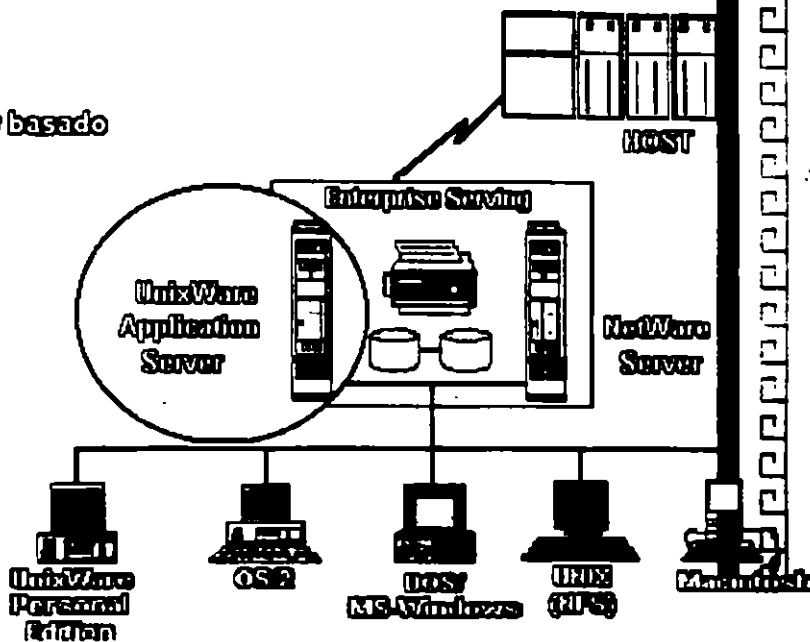 basado
HOST
Enterprise Serving
UnixWare
Application
Server
NetWare
Server
UnixWare
Personal
Edition
OS/2
DOS/
MS-Windows
UNIX
(NFS)
Macintosh